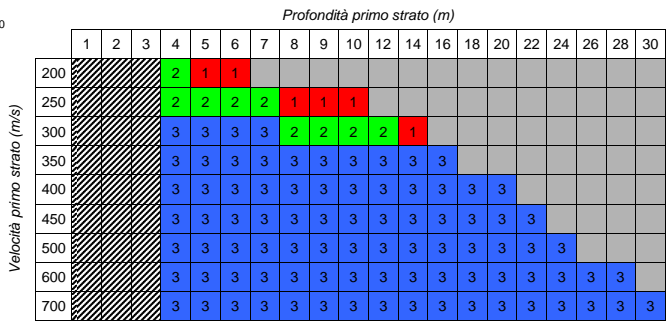 Profondità primo strato (m)
0
1 2 3 4 5 6 7 8 9 10 12 14 16 18 20 22 24 26 28 30
Velocità primo strato (m/s)
200 2 1 1
250 2 2 2 2 1 1 1
300 3 3 3 3 2 2 2 2 1
350 3 3 3 3 3 3 3 3 3 3
400 3 3 3 3 3 3 3 3 3 3 3 3
450 3 3 3 3 3 3 3 3 3 3 3 3 3
500 3 3 3 3 3 3 3 3 3 3 3 3 3 3
600 3 3 3 3 3 3 3 3 3 3 3 3 3 3 3 3
700 3 3 3 3 3 3 3 3 3 3 3 3 3 3 3 3 3